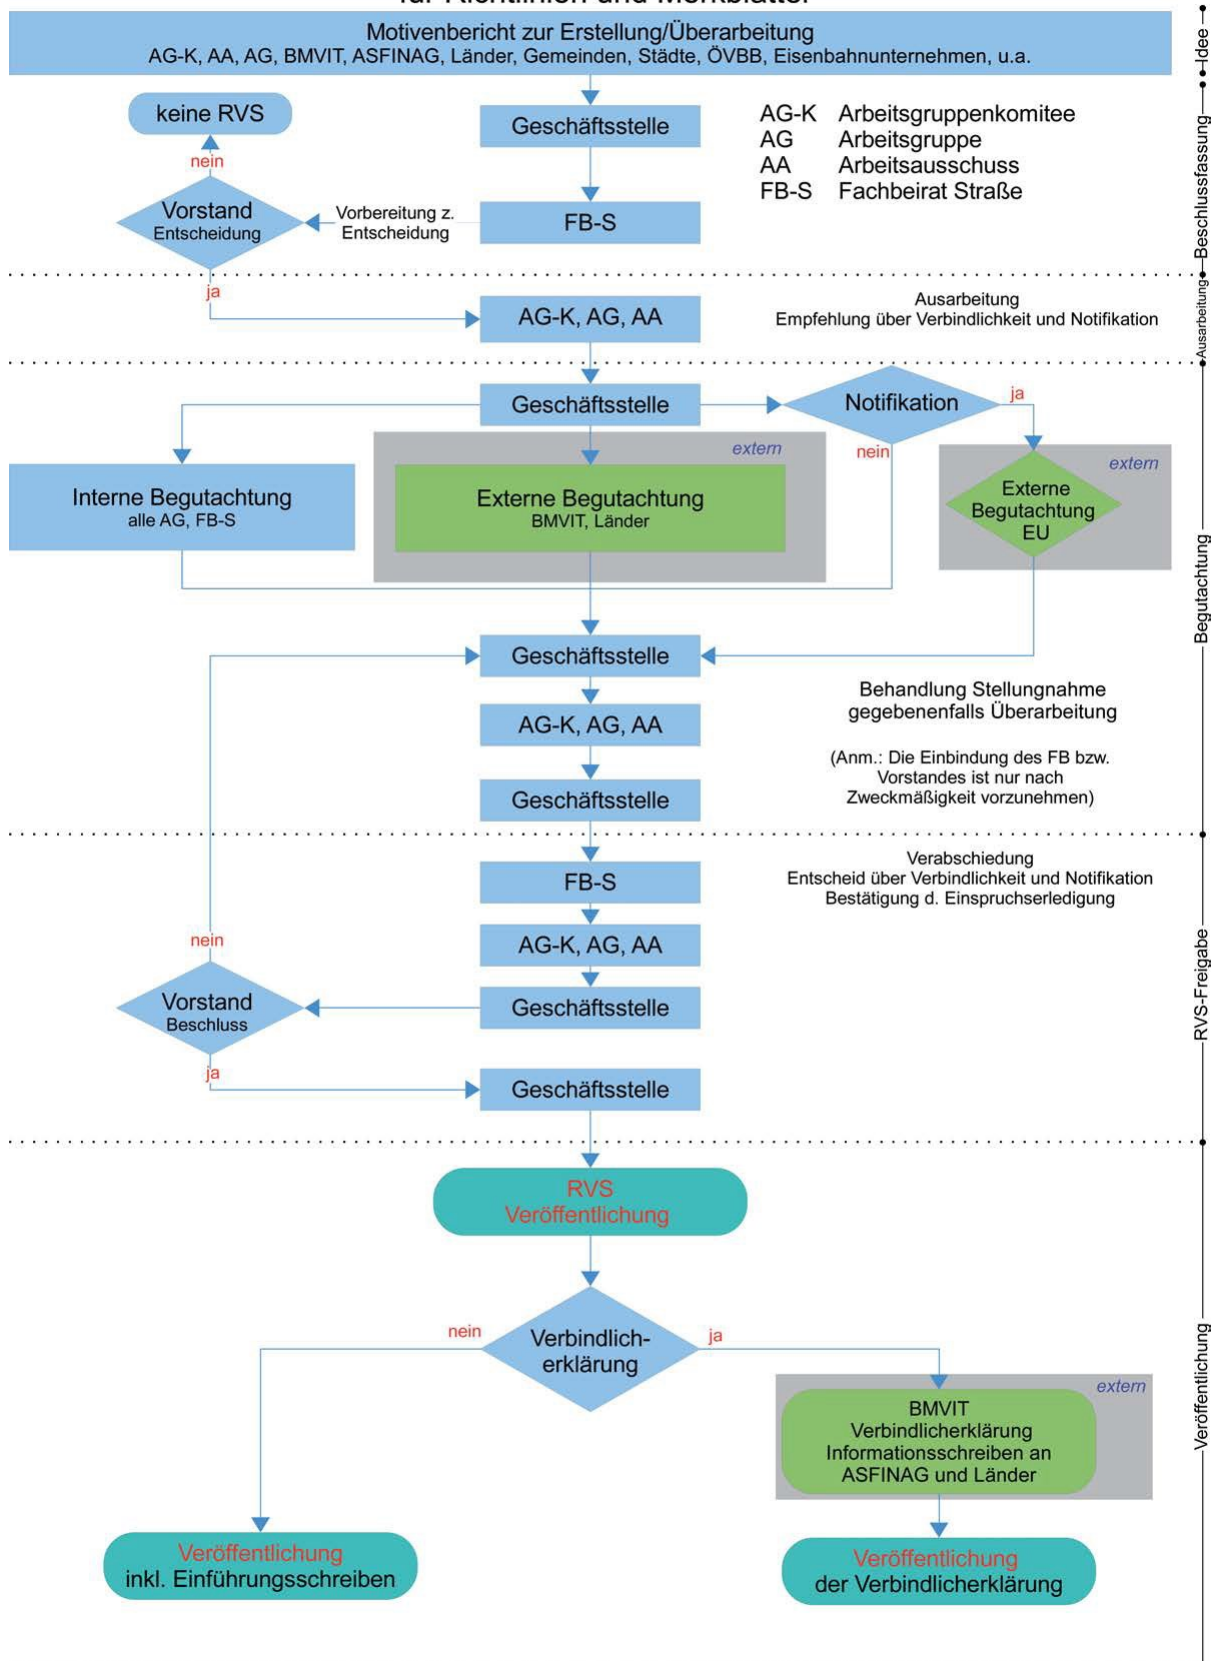 für Richtlinien und Merkblätter
Motivenbericht zur Erstellung/Überarbeitung
AG-K, AA, AG, BMVIT, ASFINAG, Länder, Gemeinden, Städte, ÖVBB, Eisenbahnunternehmen, u.a.
Idee
keine RVS
Geschäftsstelle
AG-K Arbeitsgruppenkomitee
AG Arbeitsgruppe
AA Arbeitsausschuss
FB-S Fachbeirat Straße
nein
Vorstand
Entscheidung
Vorbereitung z.
Entscheidung
FB-S
Beschlussfassung
ja
AG-K, AG, AA
Ausarbeitung
Empfehlung über Verbindlichkeit und Notifikation
Ausarbeitung
Geschäftsstelle
Notifikation
ja
nein
Interne Begutachtung
alle AG, FB-S
extern
Externe Begutachtung
BMVIT, Länder
extern
Externe
Begutachtung
EU
Begutachtung
Geschäftsstelle
AG-K, AG, AA
Geschäftsstelle
Behandlung Stellungnahme
gegebenenfalls Überarbeitung
(Anm.: Die Einbindung des FB bzw.
Vorstandes ist nur nach
Zweckmäßigkeit vorzunehmen)
FB-S
Verabschiedung
Entscheid über Verbindlichkeit und Notifikation
Bestätigung d. Einspruchserledigung
AG-K, AG, AA
nein
Vorstand
Beschluss
Geschäftsstelle
RVS-Freigabe
ja
Geschäftsstelle
RVS
Veröffentlichung
Verbindlich-
erklärung
nein
ja
extern
BMVIT
Verbindlicherklärung
Informationsschreiben an
ASFINAG und Länder
Veröffentlichung
Veröffentlichung
inkl. Einführungsschreiben
Veröffentlichung
der Verbindlicherklärung